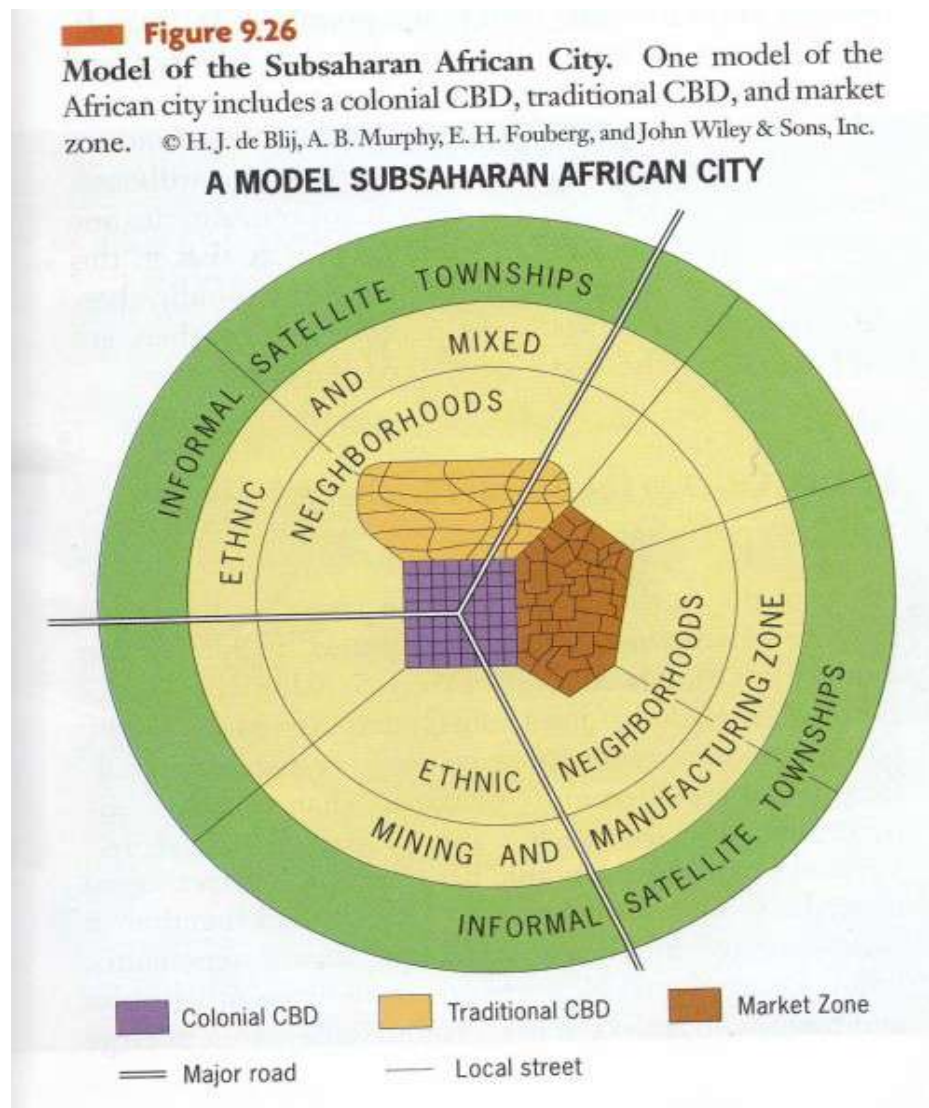 Figure 9.26
Model of the Subsaharan African City. One model of the
African city includes a colonial CBD, traditional CBD, and market
zone. © H. J. de Blij, A. B. Murphy, E. H. Fouberg, and John Wiley & Sons, Inc.
A MODEL SUBSAHARAN AFRICAN CITY
INFORMAL SATELLITE TOWNSHIPS
ETHNIC AND MIXED
NEIGHBORHOODS
ETHNIC NEIGHBORHOODS
MINING AND MANUFACTURING ZONE
INFORMAL SATELLITE TOWNSHIPS
Colonial CBD
Traditional CBD
Market Zone
Major road
Local street